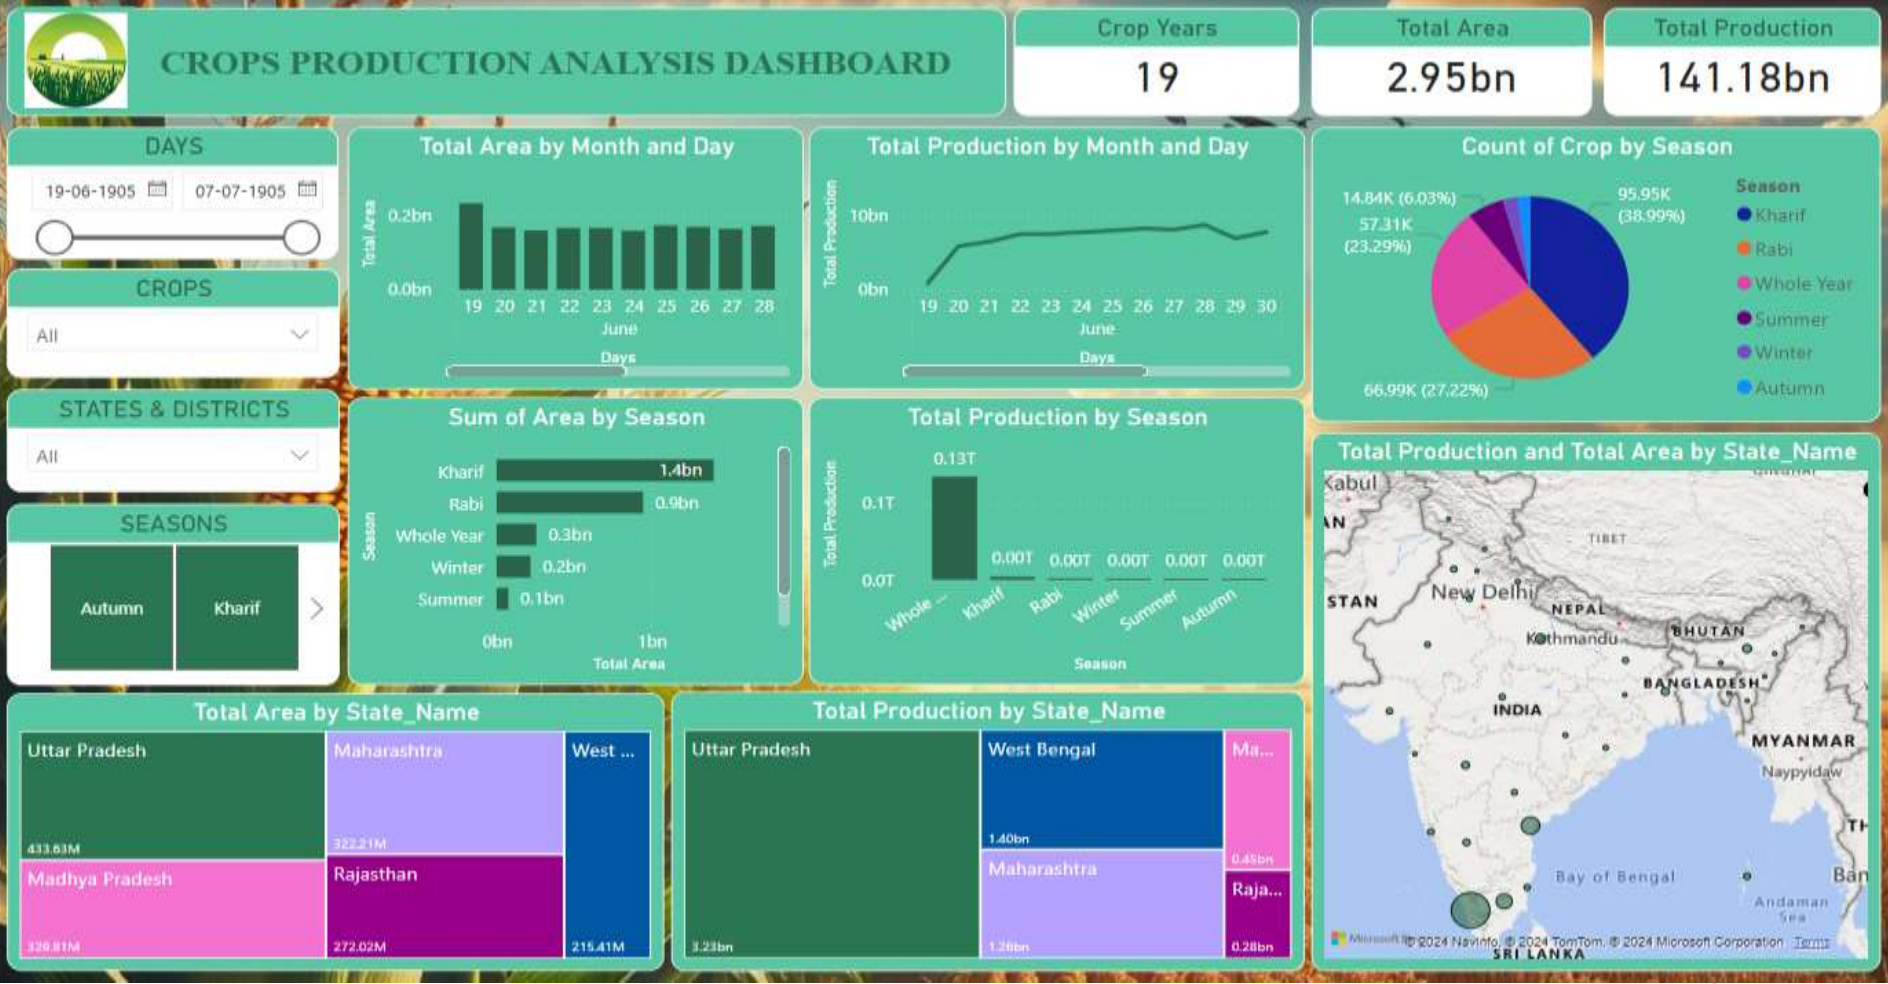 CROPS PRODUCTION ANALYSIS DASHBOARD
Crop Years
19
Total Area
2.95bn
Total Production
141.18bn
DAYS
19-06-1905 07-07-1905
CROPS
All
STATES & DISTRICTS
All
SEASONS
Autumn Kharif
Total Area by Month and Day
Total Area
0.2bn
0.0bn
19 20 21 22 23 24 25 26 27 28
June
Days
Total Production by Month and Day
Total Production
10bn
0bn
19 20 21 22 23 24 25 26 27 28 29 30
June
Days
Count of Crop by Season
14.84K (6.03%)
57.31K
(23.29%)
95.95K
(38.99%)
66.99K (27.22%)
Season
Kharif
Rabi
Whole Year
Summer
Winter
Autumn
Sum of Area by Season
Season
Kharif 1.4bn
Rabi 0.9bn
Whole Year 0.3bn
Winter 0.2bn
Summer 0.1bn
0bn 1bn
Total Area
Total Production by Season
Total Production
0.1T
0.0T
0.13T 0.00T 0.00T 0.00T 0.00T 0.00T
Whole ... Kharif Rabi Winter Summer Autumn
Season
Total Production and Total Area by State_Name
Kabul
AN
TIBET
STAN
New Delhi
NEPAL
Kathmandu
BHUTAN
BANGLADESH
INDIA
MYANMAR
Naypyidaw
TH
Bay of Bengal
Ban
Andaman
Sea
Microsoft © 2024 NavInfo, © 2024 TomTom, © 2024 Microsoft Corporation Terms
SRI LANKA
Total Area by State_Name
Uttar Pradesh
433.63M
Madhya Pradesh
329.81M
Maharashtra
322.21M
Rajasthan
272.02M
West ...
215.41M
Total Production by State_Name
Uttar Pradesh
3.23bn
West Bengal
1.40bn
Maharashtra
1.26bn
Ma...
0.45bn
Raja...
0.28bn